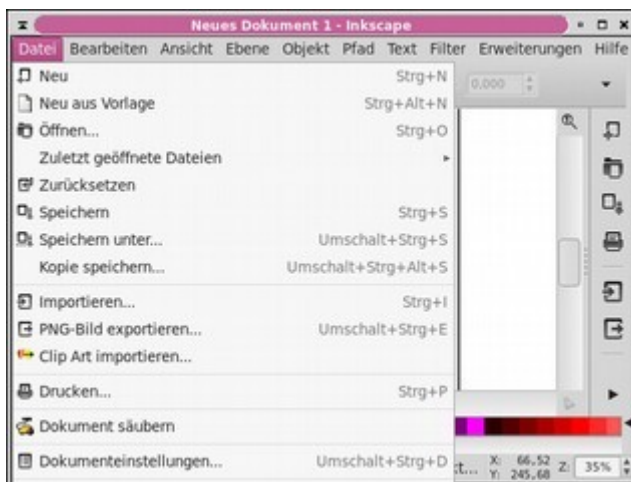 Neues Dokument 1 - Inkscape
Datei Bearbeiten Ansicht Ebene Objekt Pfad Text Filter Erweiterungen Hilfe
Neu Strg+N
0,000
Neu aus Vorlage Strg+Alt+N
Öffnen... Strg+O
Zuletzt geöffnete Dateien
Zurücksetzen
Speichern Strg+S
Speichern unter... Umschalt+Strg+S
Kopie speichern... Umschalt+Strg+Alt+S
Importieren... Strg+I
PNG-Bild exportieren... Umschalt+Strg+E
Clip Art importieren...
Drucken... Strg+P
Dokument säubern
Dokumenteinstellungen... Umschalt+Strg+D
X: 66,52
Y: 245,68
Z: 35%